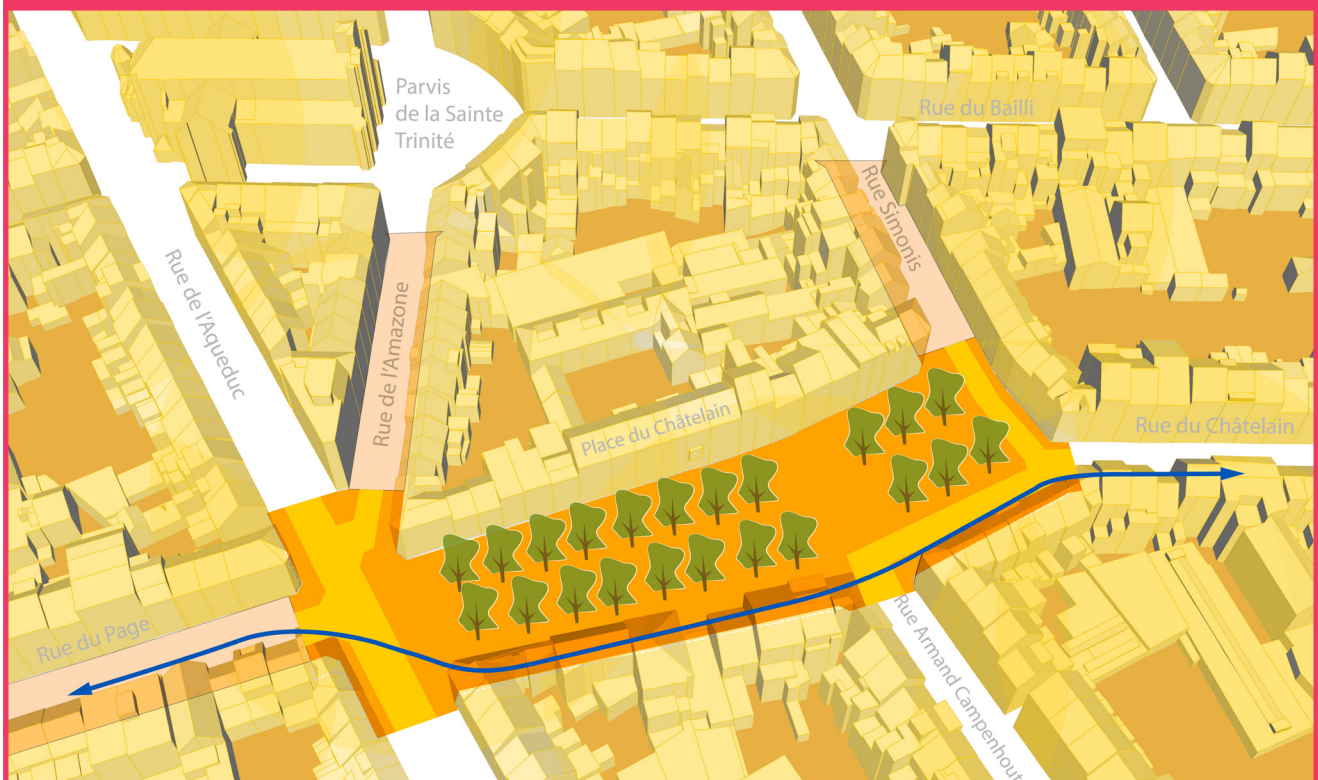 Parvis
de la Sainte
Trinité
Rue du Bailli
Rue Simonis
Rue de l'Aqueduc
Rue de l'Amazone
Place du Châtelain
Rue du Châtelain
Rue du Page
Rue Armand Campenhout